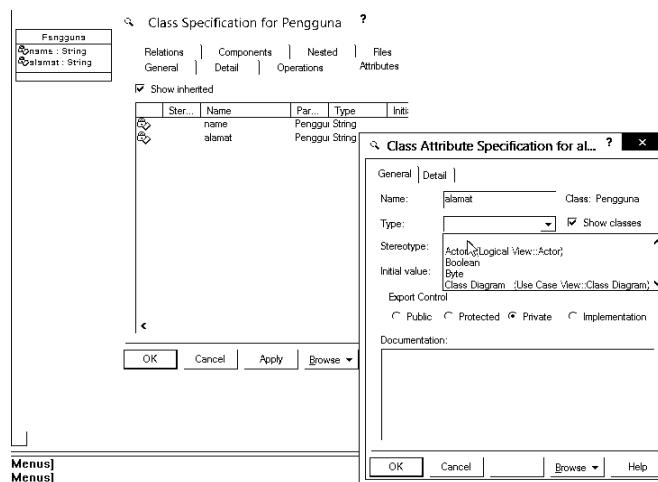 Pengguna
name : String
alamat : String
Class Specification for Pengguna ?
Relations Components Nested Files
General Detail Operations Attributes
Show inherited
Ster... Name Par... Type Initi
name Penggui String
alamat Penggui String
Class Attribute Specification for al... ? ×
General Detail
Name: alamat Class: Pengguna
Type: Show classes
Stereotype:
Actor {Logical View::Actor}
Boolean
Initial value:
Byte
Class Diagram {Use Case View::Class Diagram}
Export Control
Public Protected Private Implementation
Documentation:
OK Cancel Apply Browse
OK Cancel Browse Help
Menus]
Menus]